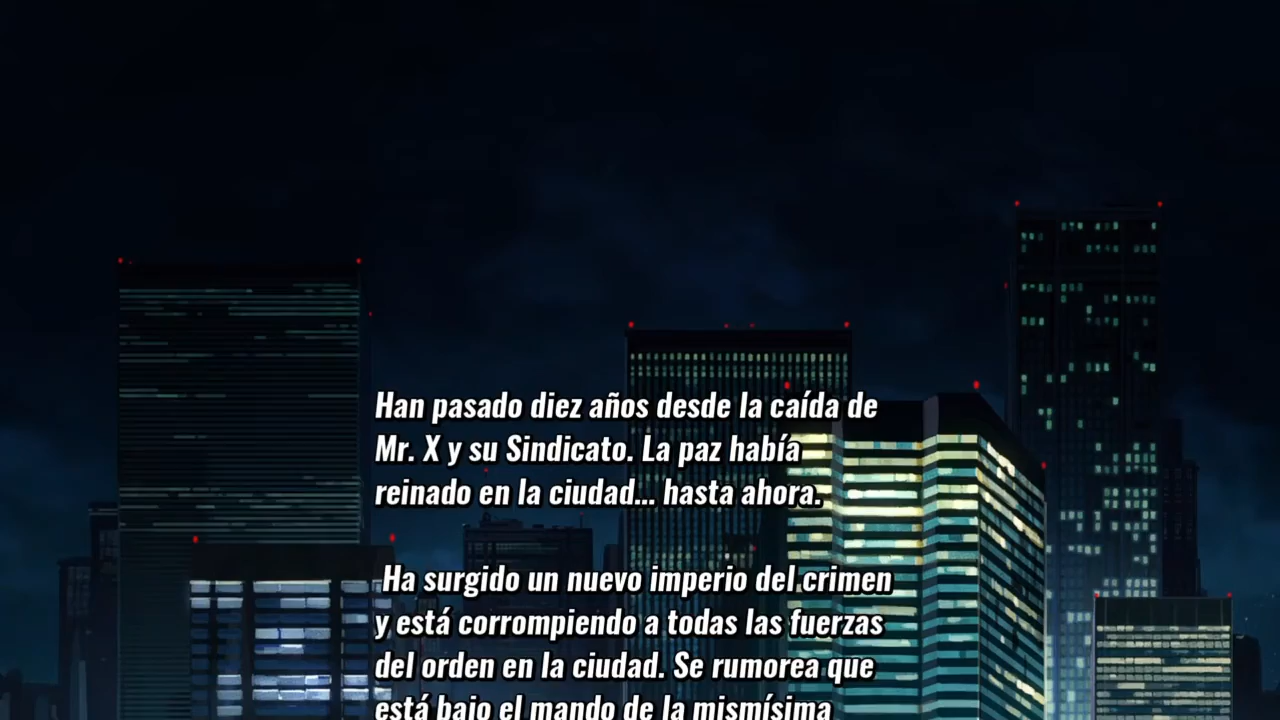 Han pasado diez años desde la caída de
Mr. X y su Sindicato. La paz había
reinado en la ciudad... hasta ahora.
Ha surgido un nuevo imperio del crimen
y está corrompiendo a todas las fuerzas
del orden en la ciudad. Se rumorea que
está bajo el mando de la mismísima